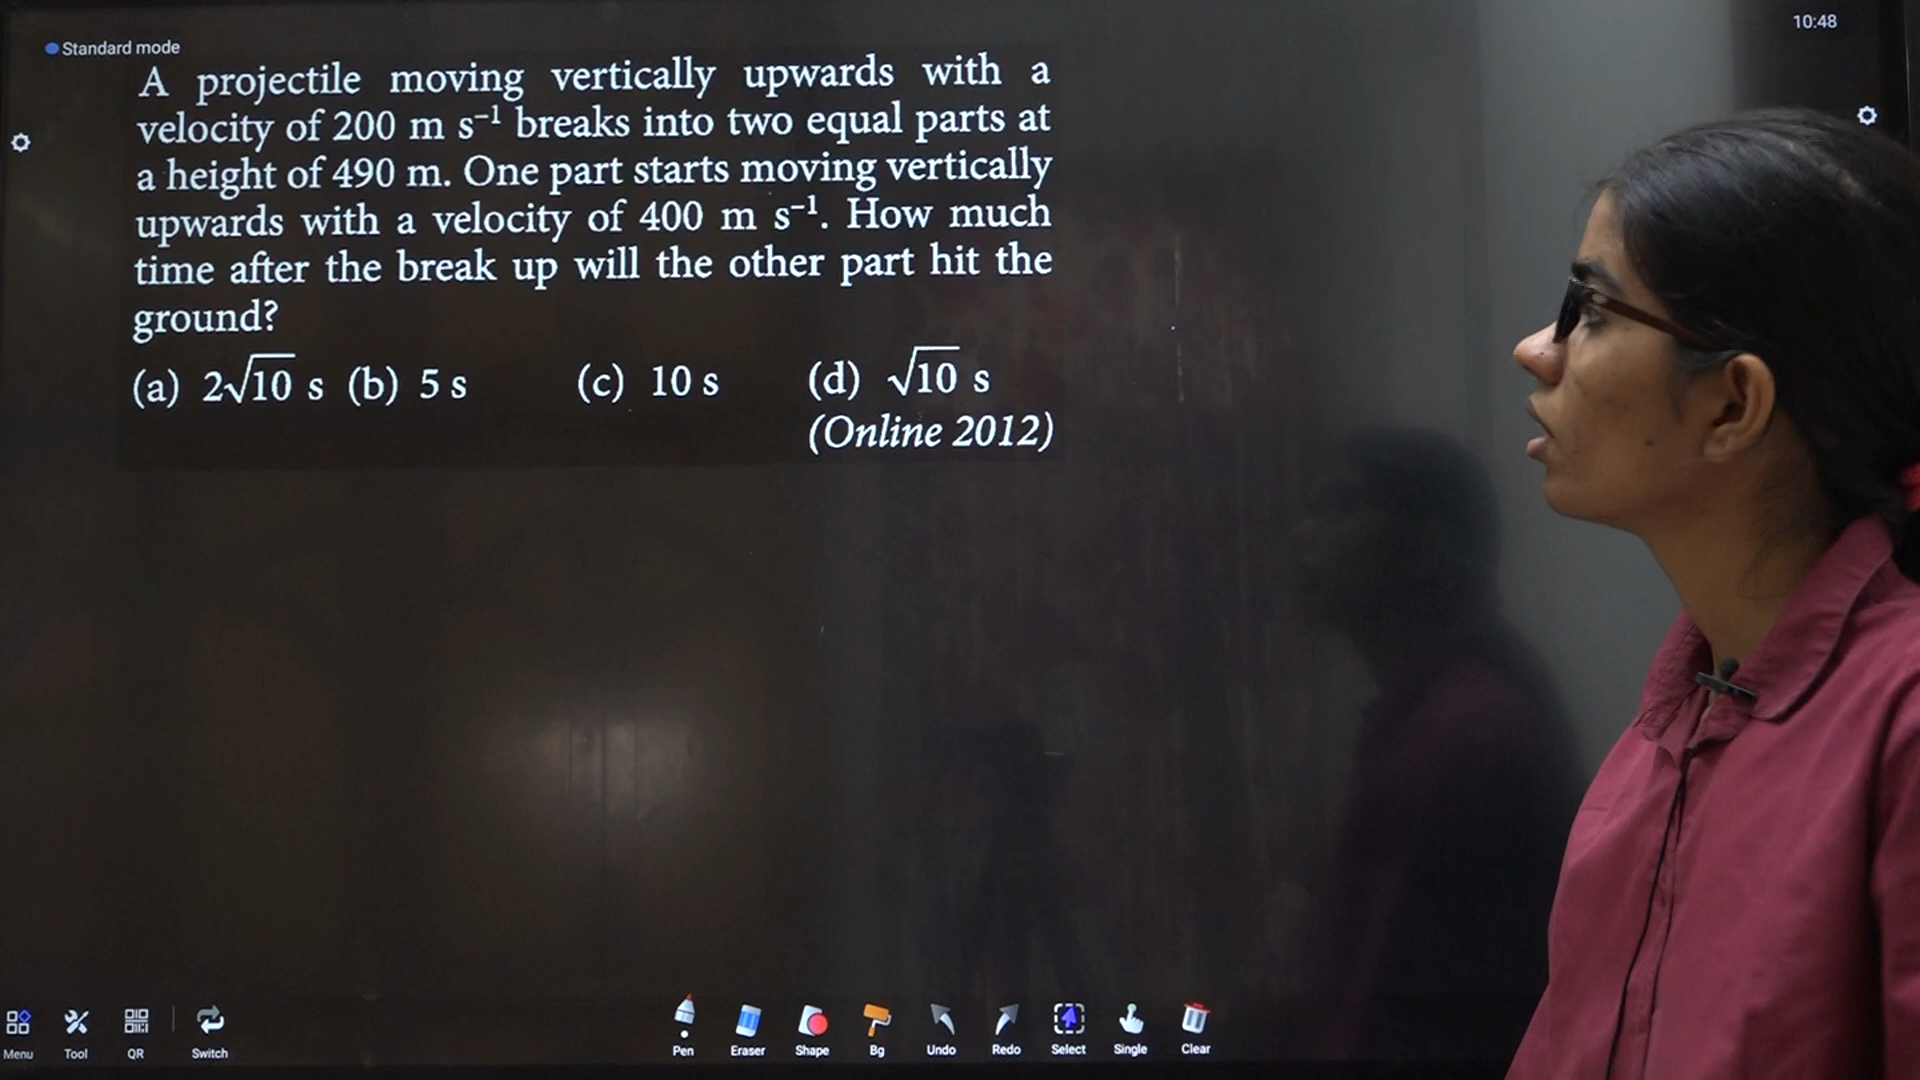 10:48
Standard mode
A projectile moving vertically upwards with a
velocity of 200 m s⁻¹ breaks into two equal parts at
a height of 490 m. One part starts moving vertically
upwards with a velocity of 400 m s⁻¹. How much
time after the break up will the other part hit the
ground?
(a) 2√10 s (b) 5 s (c) 10 s (d) √10 s
(Online 2012)
Menu Tool QR Switch Pen Eraser Shape Bg Undo Redo Select Single Clear